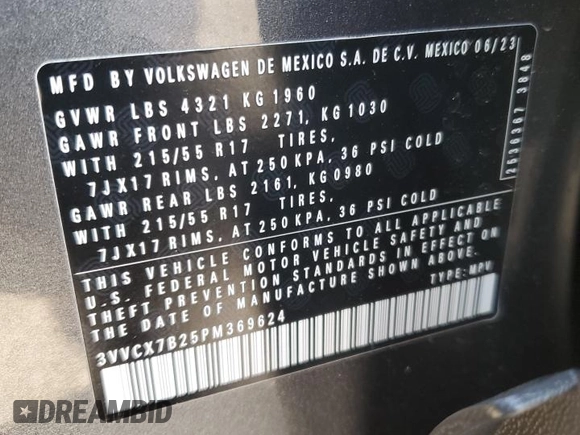 MFD BY VOLKSWAGEN DE MEXICO S.A. DE C.V. MEXICO 06/23
GVWR LBS 4321 KG 1960
GAWR FRONT LBS 2271, KG 1030
WITH 215/55 R17 TIRES,
7JX17 RIMS, AT 250 KPA, 36 PSI COLD
GAWR REAR LBS 2161, KG 0980
WITH 215/55 R17 TIRES,
7JX17 RIMS, AT 250 KPA, 36 PSI COLD
THIS VEHICLE CONFORMS TO ALL APPLICABLE
U.S. FEDERAL MOTOR VEHICLE SAFETY AND
THEFT PREVENTION STANDARDS IN EFFECT ON
THE DATE OF MANUFACTURE SHOWN ABOVE.
TYPE: MPV
3VVCX7B25PM369624
2536307 3848
DREAMBID